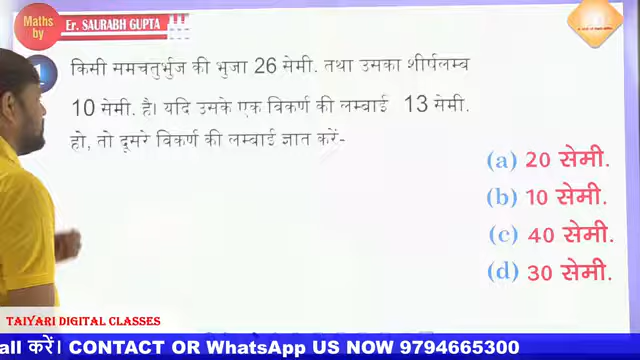 Maths
by
Er. SAURABH GUPTA
किसी समचतुर्भुज की भुजा 26 सेमी. तथा उसका शीर्षलम्ब
10 सेमी. है। यदि उसके एक विकर्ण की लम्बाई 13 सेमी.
हो, तो दूसरे विकर्ण की लम्बाई ज्ञात करें-
(a) 20 सेमी.
(b) 10 सेमी.
(c) 40 सेमी.
(d) 30 सेमी.
TAIYARI DIGITAL CLASSES
all करें। CONTACT OR WhatsApp US NOW 9794665300